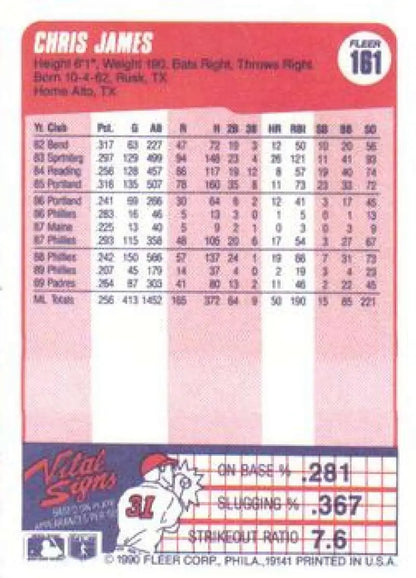 CHRIS JAMES
FLEER
161
Height 6'1", Weight 190, Bats Right, Throws Right
Born 10-4-62, Rusk, TX
Home Alto, TX
Yr. Club Pct. G AB R H 2B 3B HR RBI SB BB SO
82 Bend .317 63 227 47 72 19 3 12 50 10 20 56
83 Sprtnbrg .297 129 499 94 148 23 4 26 121 11 41 93
84 Reading .256 128 457 66 117 19 12 8 57 19 40 74
85 Portland .316 135 507 78 160 35 8 11 73 23 33 72
86 Portland .241 69 266 30 64 6 2 12 41 3 17 45
86 Phillies .283 16 46 5 13 3 0 1 5 0 1 13
87 Maine .225 13 40 5 9 2 1 0 3 0 3 9
87 Phillies .293 115 358 48 105 20 6 17 54 3 27 67
88 Phillies .242 150 566 57 137 24 1 19 66 7 31 73
89 Phillies .207 45 179 14 37 4 0 2 19 3 4 23
89 Padres .264 87 303 41 80 13 2 11 46 2 22 45
ML Totals .256 413 1452 165 372 64 9 50 190 15 85 221
Vital
Signs
BASED ON PLATE
APPEARANCES
31
ON BASE % .281
SLUGGING % .367
STRIKEOUT RATIO 7.6
© 1990 FLEER CORP., PHILA., 19141 PRINTED IN U.S.A.